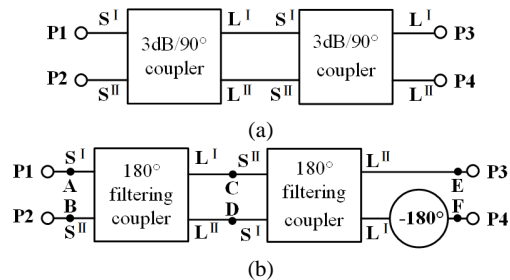 P1 S^I L^I S^I L^I P3
3dB/90° coupler 3dB/90° coupler
P2 S^II L^II S^II L^II P4
(a)
P1 S^I L^I S^II L^II P3
A C E
180° filtering coupler 180° filtering coupler
B D F
P2 S^II L^II S^I L^I -180° P4
(b)